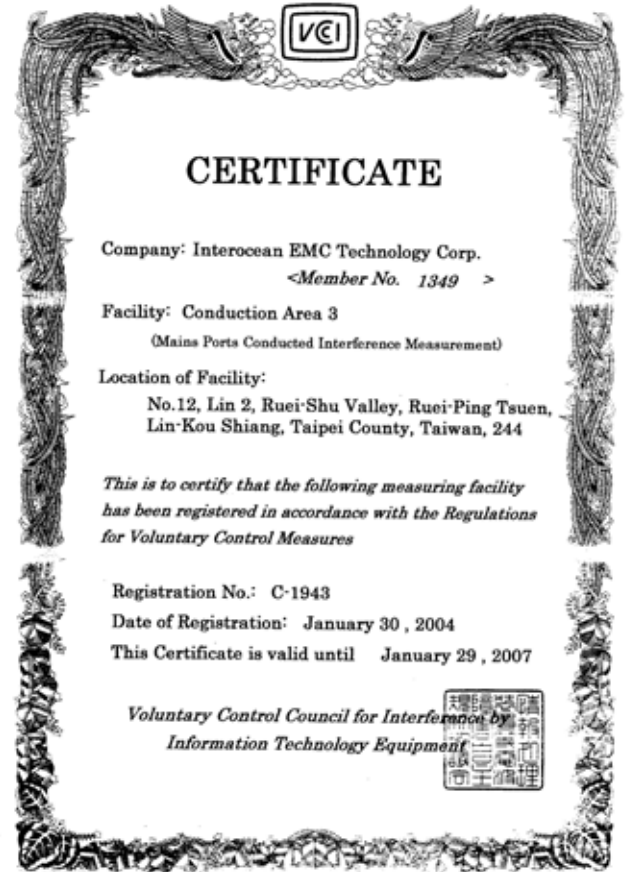 VCCI
CERTIFICATE
Company: Interocean EMC Technology Corp.
<Member No. 1349 >
Facility: Conduction Area 3
(Mains Ports Conducted Interference Measurement)
Location of Facility:
No.12, Lin 2, Ruei-Shu Valley, Ruei-Ping Tsuen,
Lin-Kou Shiang, Taipei County, Taiwan, 244
This is to certify that the following measuring facility
has been registered in accordance with the Regulations
for Voluntary Control Measures
Registration No.: C-1943
Date of Registration: January 30 , 2004
This Certificate is valid until January 29 , 2007
Voluntary Control Council for Interference by
Information Technology Equipment